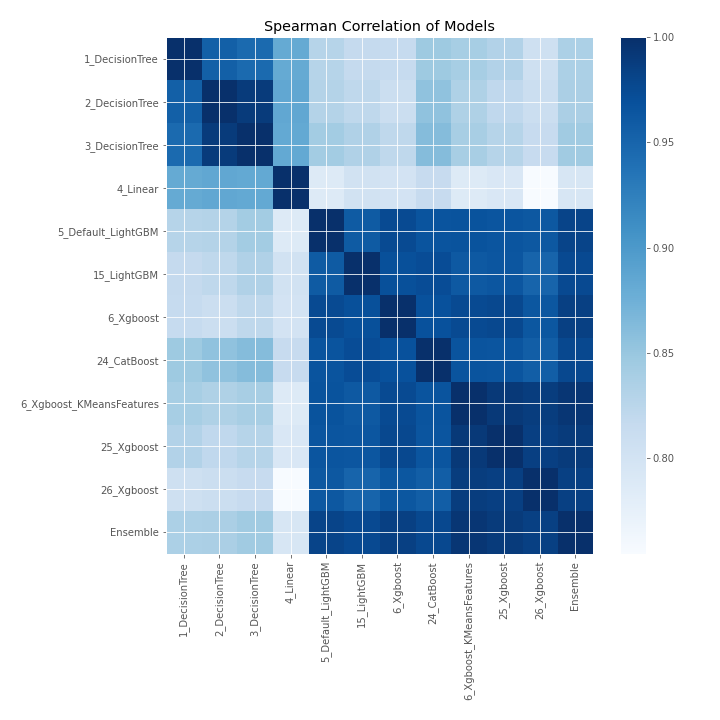 Spearman Correlation of Models
1_DecisionTree
2_DecisionTree
3_DecisionTree
4_Linear
5_Default_LightGBM
15_LightGBM
6_Xgboost
24_CatBoost
6_Xgboost_KMeansFeatures
25_Xgboost
26_Xgboost
Ensemble
1_DecisionTree
2_DecisionTree
3_DecisionTree
4_Linear
5_Default_LightGBM
15_LightGBM
6_Xgboost
24_CatBoost
6_Xgboost_KMeansFeatures
25_Xgboost
26_Xgboost
Ensemble
1.00
0.95
0.90
0.85
0.80